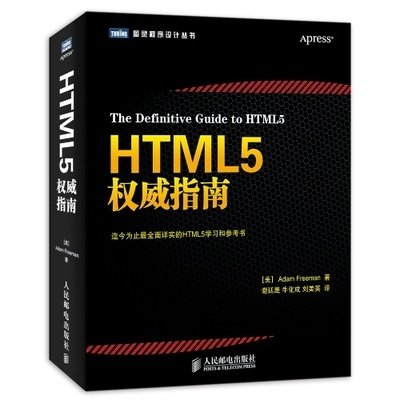 TURING 图灵程序设计丛书
Apress®
The Definitive Guide to HTML5
HTML5
权威指南
迄今为止最全面详实的HTML5学习和参考书
[美] Adam Freeman 著
谢廷晟 牛化成 刘美英 译
人民邮电出版社
POSTS & TELECOM PRESS
HTML5
权威指南
[美]
Adam Freeman
著
人民邮电出版社